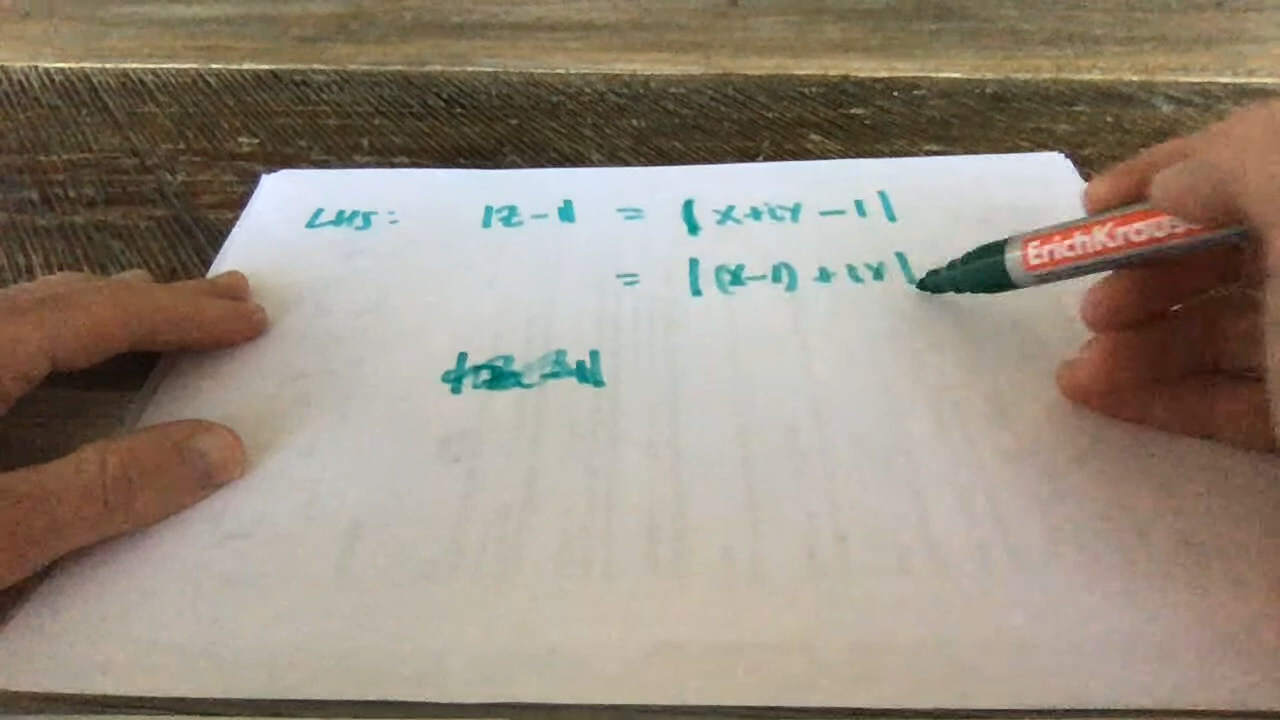 LHS: |z-1| = |x+iy-1|
= |(x-1)+iy|
ErichKrause